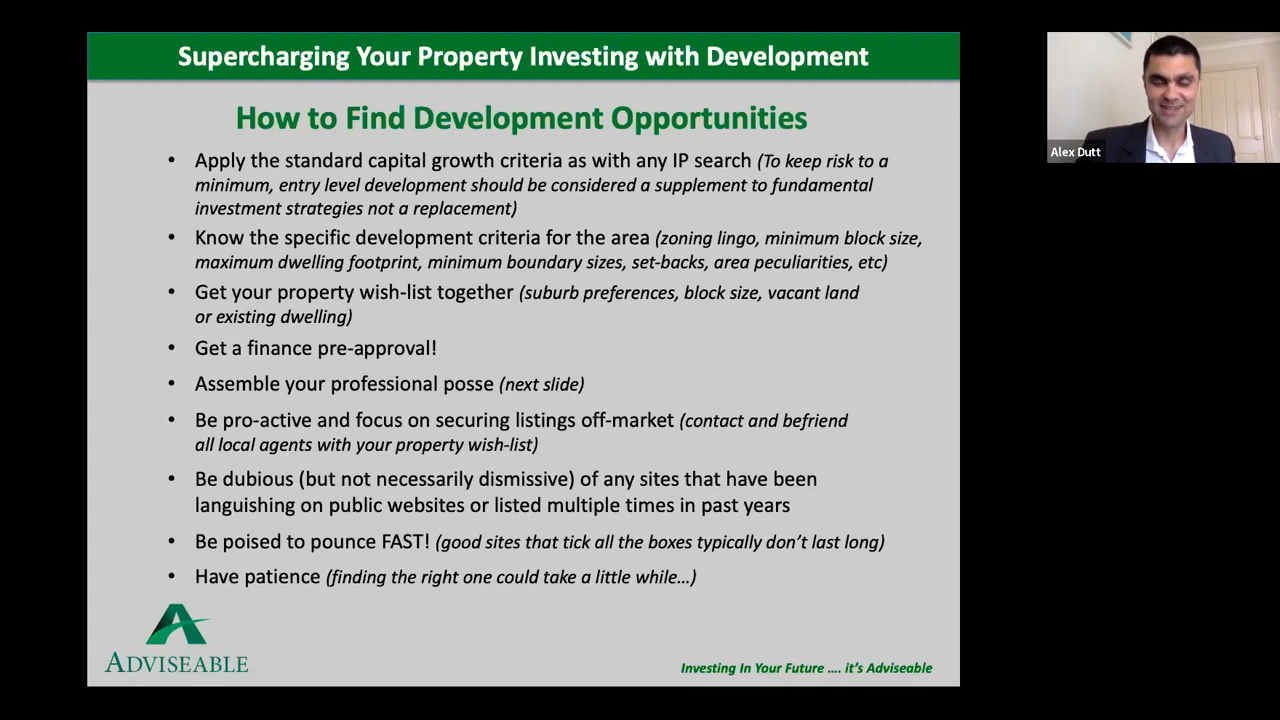 Supercharging Your Property Investing with Development
How to Find Development Opportunities
• Apply the standard capital growth criteria as with any IP search (To keep risk to a
minimum, entry level development should be considered a supplement to fundamental
investment strategies not a replacement)
• Know the specific development criteria for the area (zoning lingo, minimum block size,
maximum dwelling footprint, minimum boundary sizes, set-backs, area peculiarities, etc)
• Get your property wish-list together (suburb preferences, block size, vacant land
or existing dwelling)
• Get a finance pre-approval!
• Assemble your professional posse (next slide)
• Be pro-active and focus on securing listings off-market (contact and befriend
all local agents with your property wish-list)
• Be dubious (but not necessarily dismissive) of any sites that have been
languishing on public websites or listed multiple times in past years
• Be poised to pounce FAST! (good sites that tick all the boxes typically don’t last long)
• Have patience (finding the right one could take a little while…)
ADVISEABLE
Investing In Your Future .... it’s Adviseable
Alex Dutt